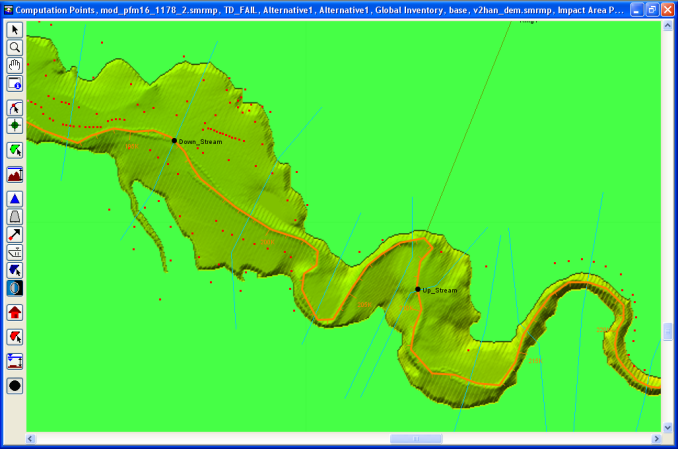 Computation Points, mod_pfm16_1178_2.smrmp, TD_FAIL, Alternative1, Alternative1, Global Inventory, base, v2han_dem.smrmp, Impact Area P...
Down_Stream
Up_Stream